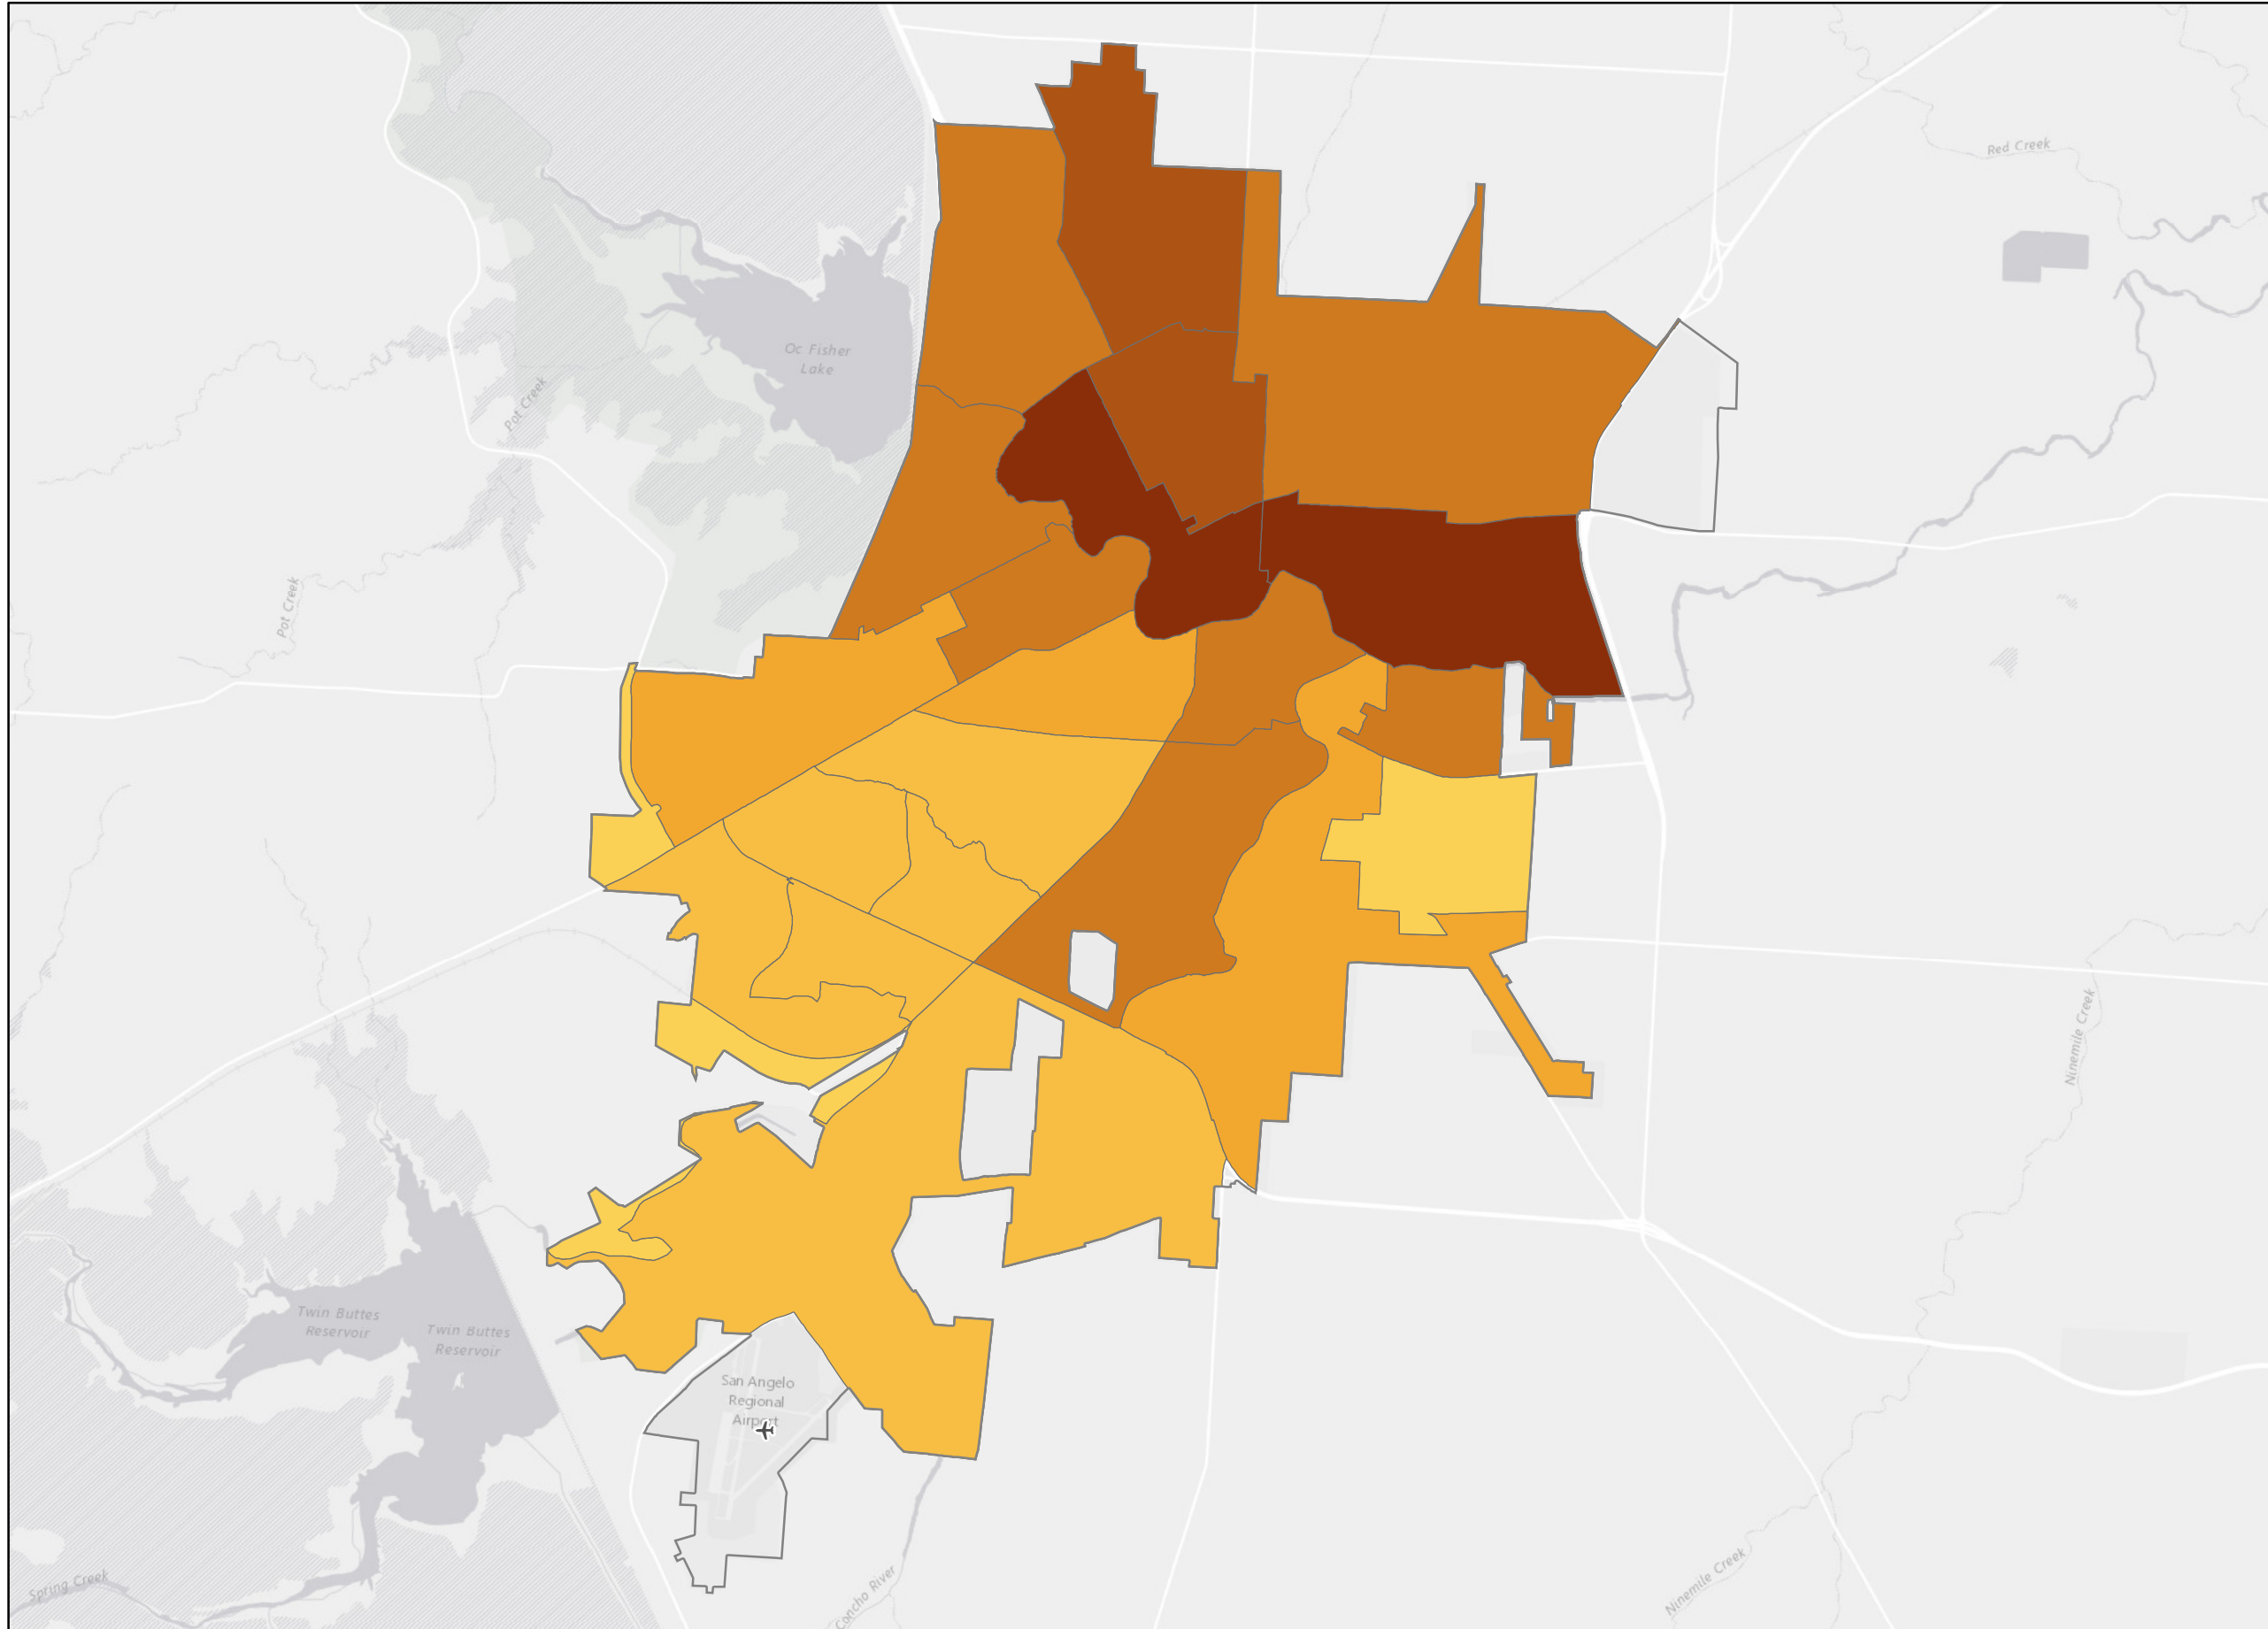 Red Creek
Oc Fisher
Lake
Pot Creek
Pot Creek
Ninemile Creek
Twin Buttes
Reservoir
Twin Buttes
Reservoir
San Angelo
Regional
Airport
Spring Creek
Concho River
Ninemile Creek